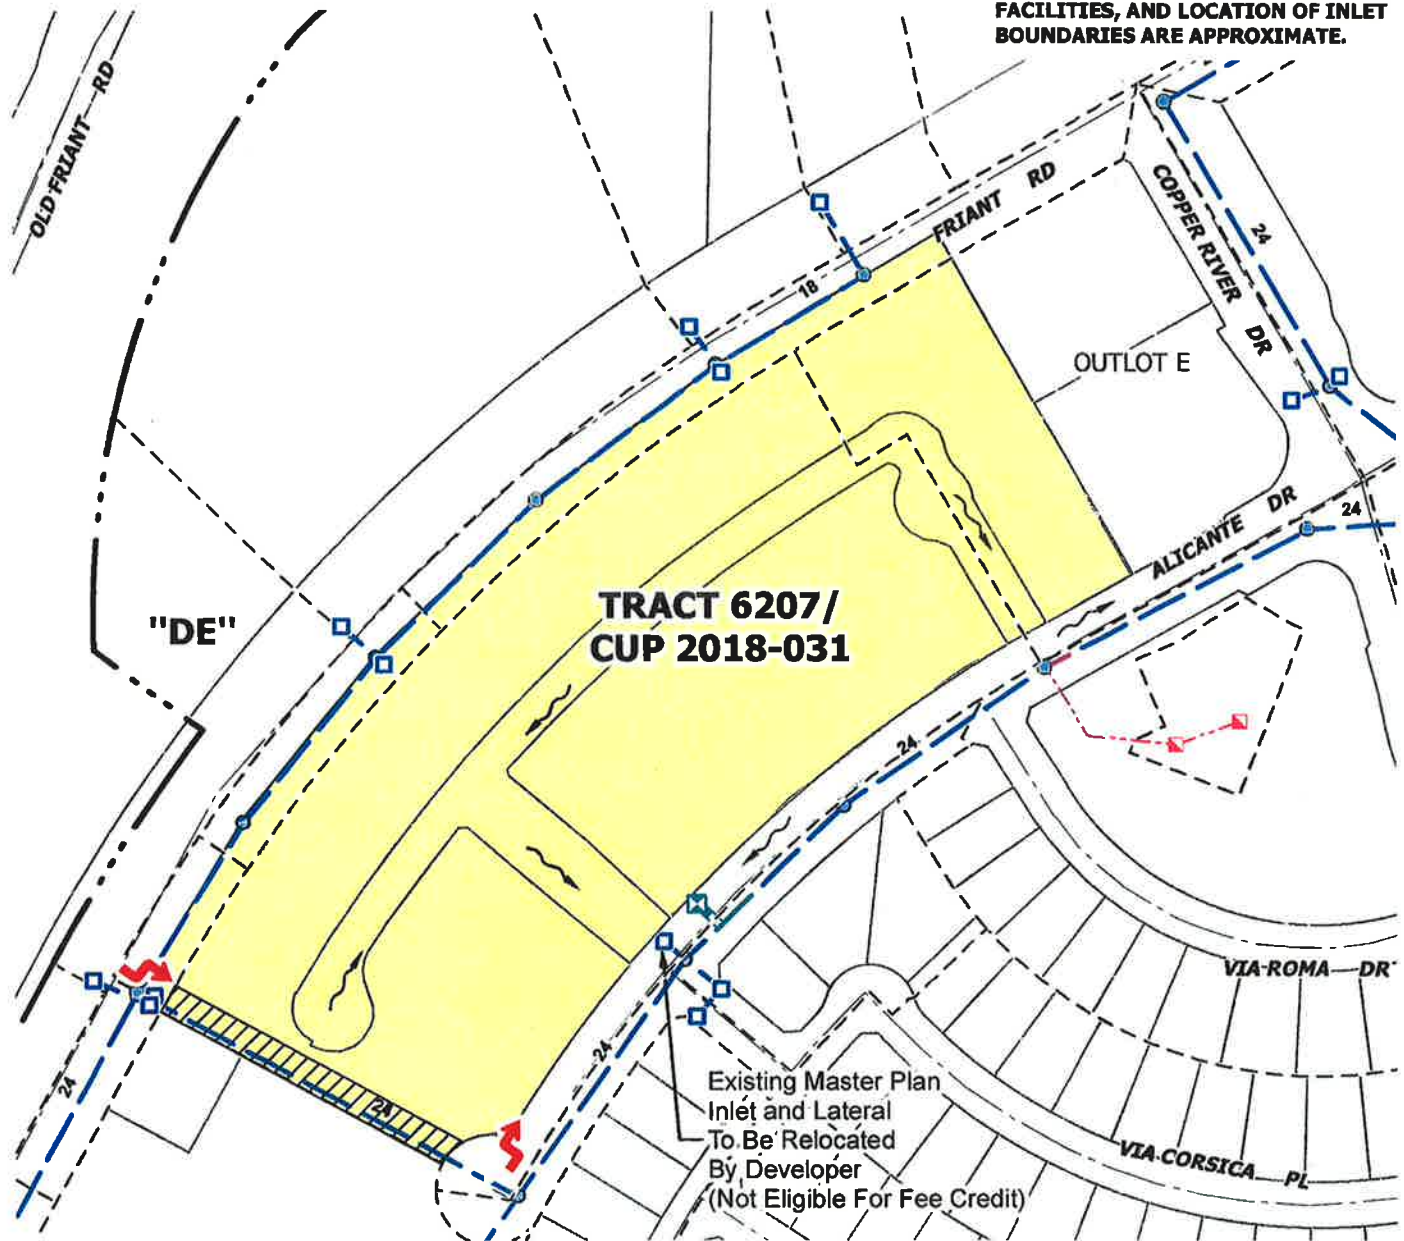 FACILITIES, AND LOCATION OF INLET
BOUNDARIES ARE APPROXIMATE.
OLD FRIANT RD
FRIANT RD
COPPER RIVER DR
24
18
OUTLOT E
ALICANTE DR
24
"DE"
TRACT 6207/
CUP 2018-031
24
VIA ROMA DR
24
24
24
Existing Master Plan
Inlet and Lateral
To Be Relocated
By Developer
(Not Eligible For Fee Credit)
VIA CORSICA PL